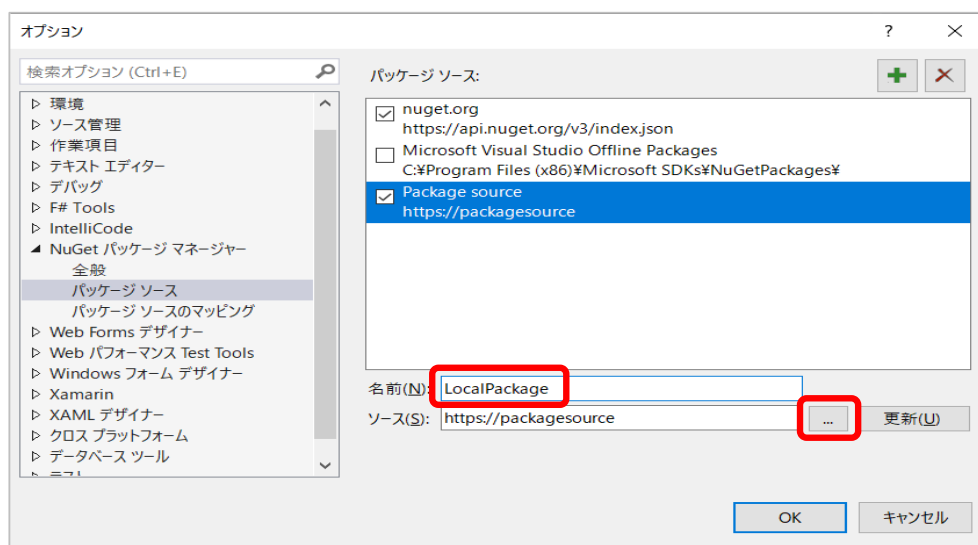 オプション
?
検索オプション (Ctrl+E)
環境
ソース管理
作業項目
テキスト エディター
デバッグ
F# Tools
IntelliCode
NuGet パッケージ マネージャー
全般
パッケージ ソース
パッケージ ソースのマッピング
Web Forms デザイナー
Web パフォーマンス Test Tools
Windows フォーム デザイナー
Xamarin
XAML デザイナー
クロス プラットフォーム
データベース ツール
パッケージ ソース:
nuget.org
https://api.nuget.org/v3/index.json
Microsoft Visual Studio Offline Packages
C:¥Program Files (x86)¥Microsoft SDKs¥NuGetPackages¥
Package source
https://packagesource
名前(N): LocalPackage
ソース(S): https://packagesource ... 更新(U)
OK キャンセル